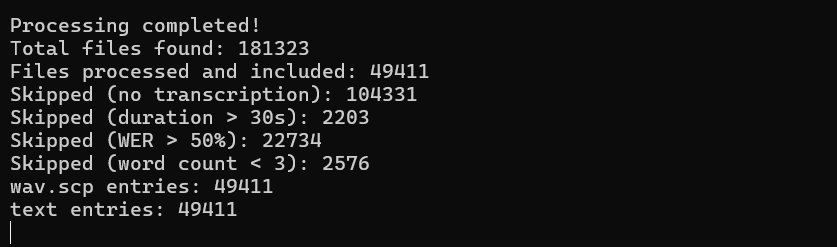 Processing completed!
Total files found: 181323
Files processed and included: 49411
Skipped (no transcription): 104331
Skipped (duration > 30s): 2203
Skipped (WER > 50%): 22734
Skipped (word count < 3): 2576
wav.scp entries: 49411
text entries: 49411